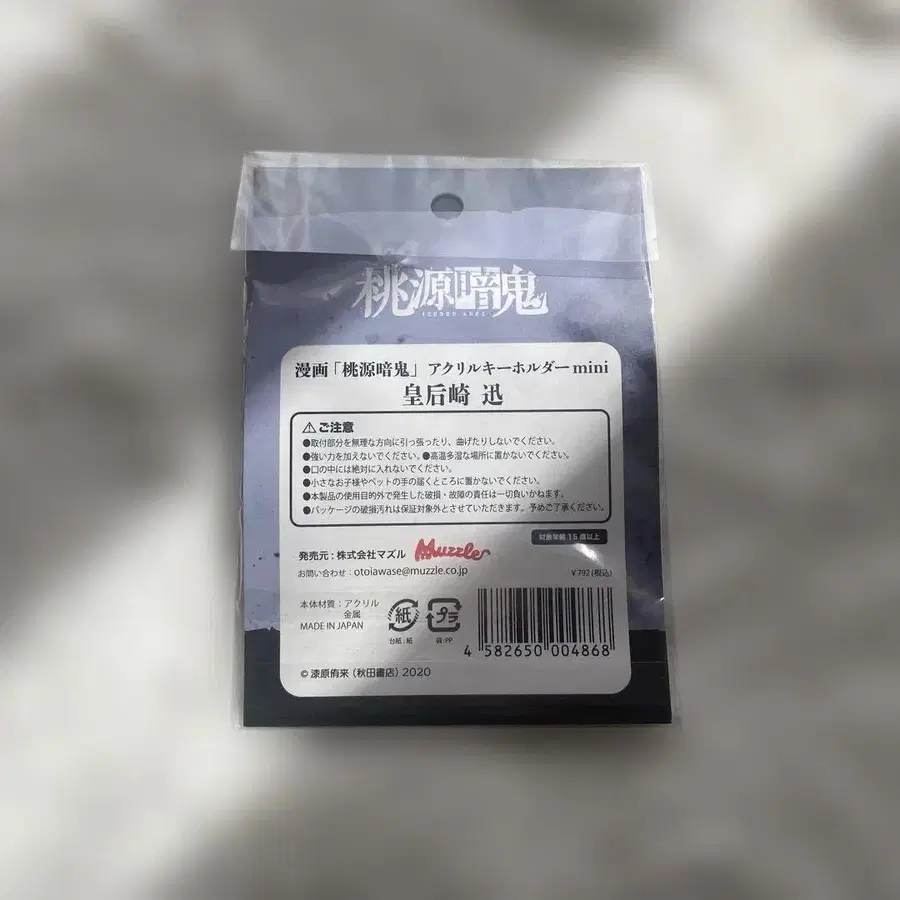 桃源暗鬼
TOUGEN ANKI
漫画「桃源暗鬼」アクリルキーホルダーmini
皇后崎 迅
ご注意
●取付部分を無理な方向に引っ張ったり、曲げたりしないでください。
●強い力を加えないでください。●高温多湿な場所に置かないでください。
●口の中には絶対に入れないでください。
●小さなお子様やペットの手の届くところに置かないでください。
●本製品の使用目的外で発生した破損・故障の責任は一切負いかねます。
●パッケージの破損汚れは保証対象外とさせていただきます。予めご了承ください。
対象年齢15歳以上
発売元：株式会社マズル Muzzle
お問い合わせ：otoiawase@muzzle.co.jp
¥792(税込)
本体材質：アクリル
金属
MADE IN JAPAN
紙
プラ
台紙：紙
袋：PP
4 582650 004868
© 漆原侑来（秋田書店）2020